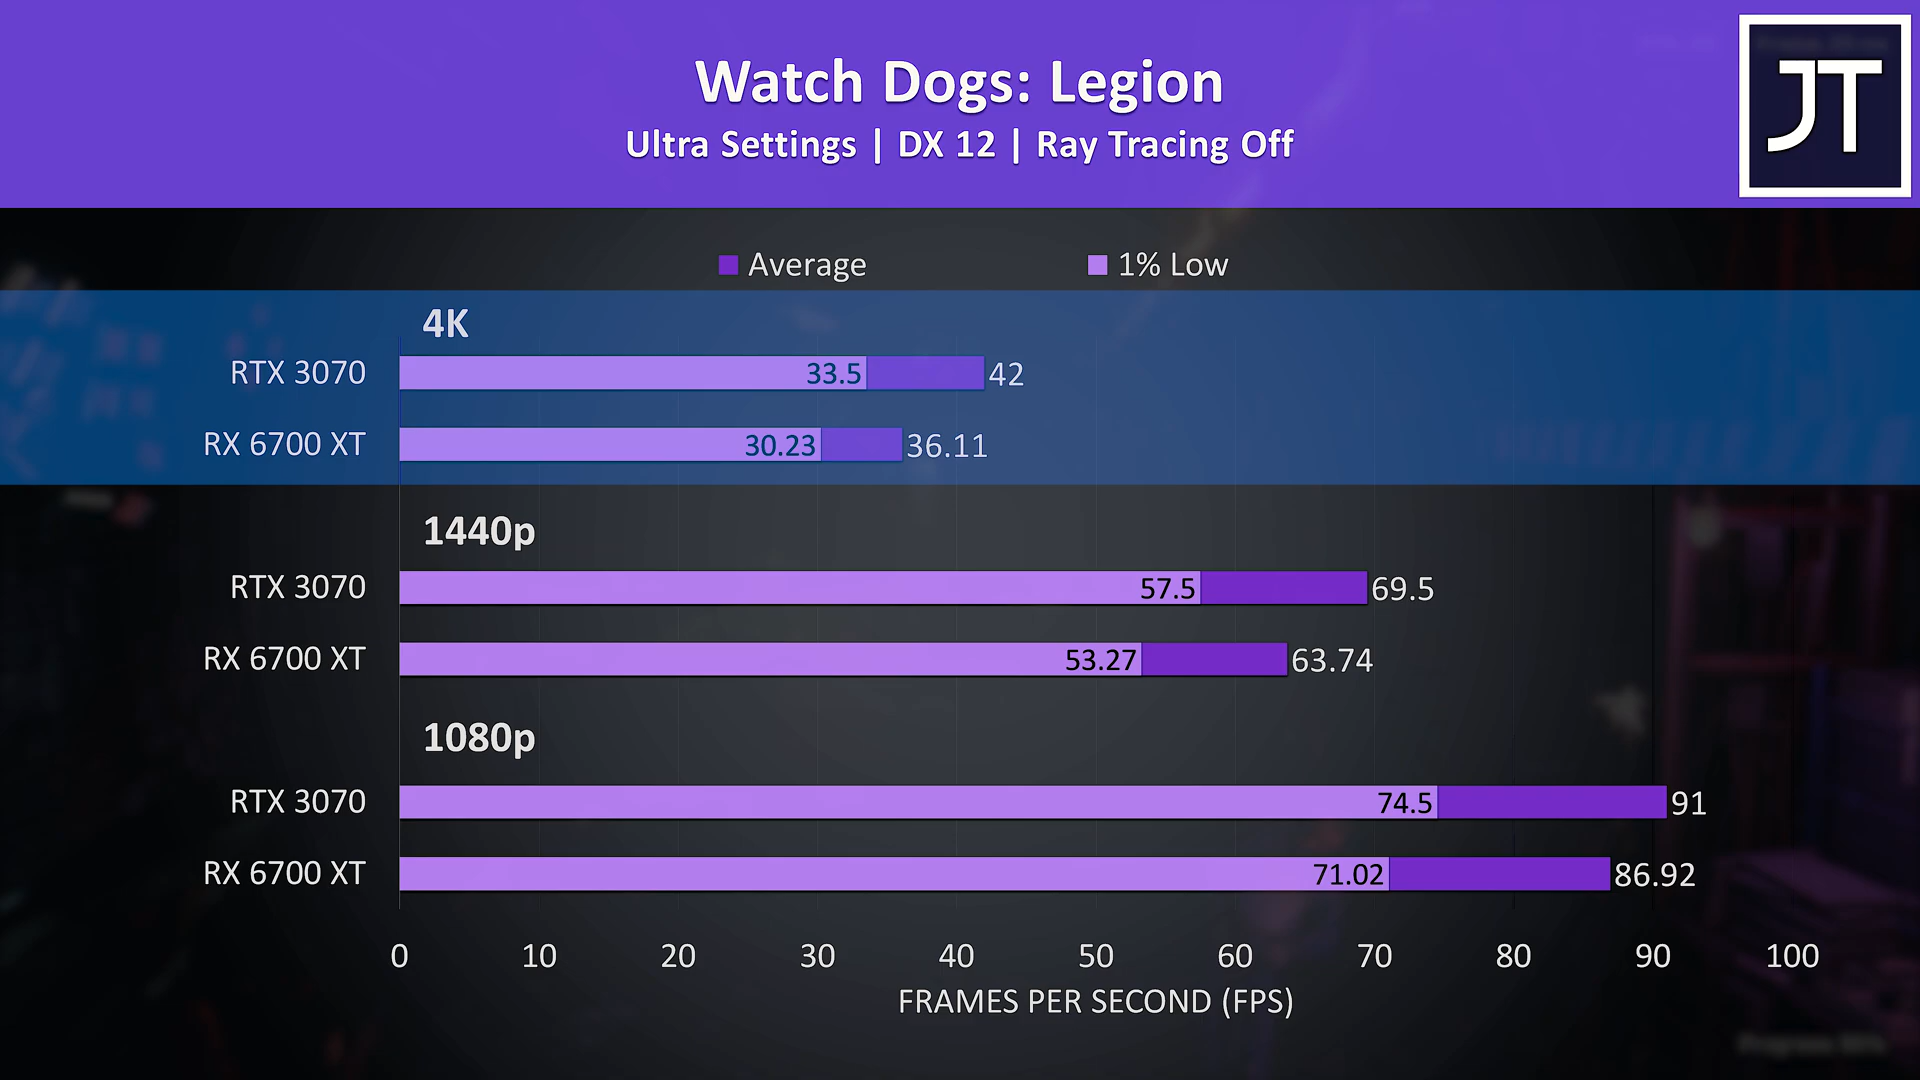 Watch Dogs: Legion
JT
Ultra Settings | DX 12 | Ray Tracing Off
Average 1% Low
4K
RTX 3070 33.5 42
RX 6700 XT 30.23 36.11
1440p
RTX 3070 57.5 69.5
RX 6700 XT 53.27 63.74
1080p
RTX 3070 74.5 91
RX 6700 XT 71.02 86.92
0 10 20 30 40 50 60 70 80 90 100
FRAMES PER SECOND (FPS)